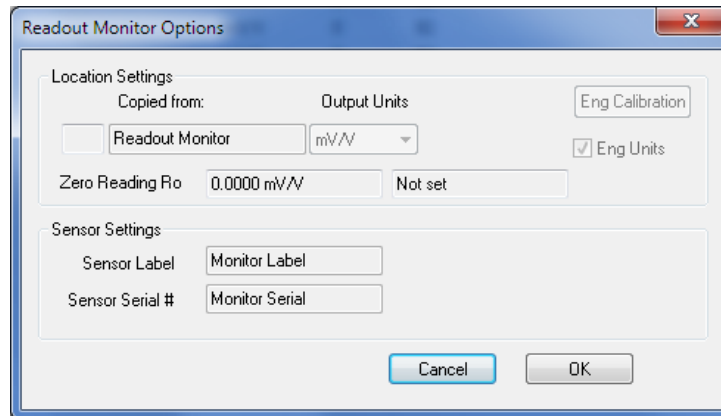 Readout Monitor Options
Location Settings
Copied from: Output Units Eng Calibration
Readout Monitor mV/V Eng Units
Zero Reading Ro 0.0000 mV/V Not set
Sensor Settings
Sensor Label Monitor Label
Sensor Serial # Monitor Serial
Cancel OK